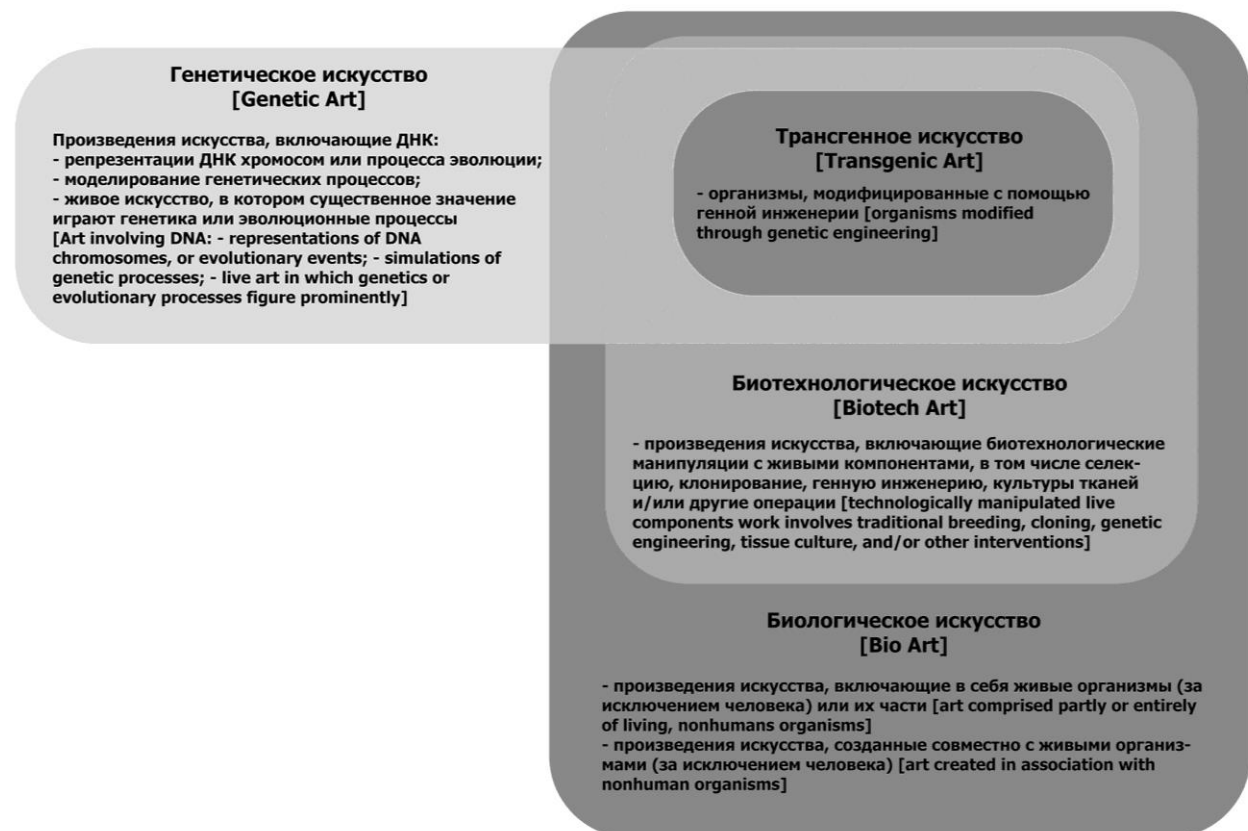 Генетическое искусство
[Genetic Art]
Произведения искусства, включающие ДНК:
- репрезентации ДНК хромосом или процесса эволюции;
- моделирование генетических процессов;
- живое искусство, в котором существенное значение
играют генетика или эволюционные процессы
[Art involving DNA: - representations of DNA
chromosomes, or evolutionary events; - simulations of
genetic processes; - live art in which genetics or
evolutionary processes figure prominently]
Трансгенное искусство
[Transgenic Art]
- организмы, модифицированные с помощью
генной инженерии [organisms modified
through genetic engineering]
Биотехнологическое искусство
[Biotech Art]
- произведения искусства, включающие биотехнологические
манипуляции с живыми компонентами, в том числе селек-
цию, клонирование, генную инженерию, культуры тканей
и/или другие операции [technologically manipulated live
components work involves traditional breeding, cloning, genetic
engineering, tissue culture, and/or other interventions]
Биологическое искусство
[Bio Art]
- произведения искусства, включающие в себя живые организмы (за
исключением человека) или их части [art comprised partly or entirely
of living, nonhumans organisms]
- произведения искусства, созданные совместно с живыми организ-
мами (за исключением человека) [art created in association with
nonhuman organisms]